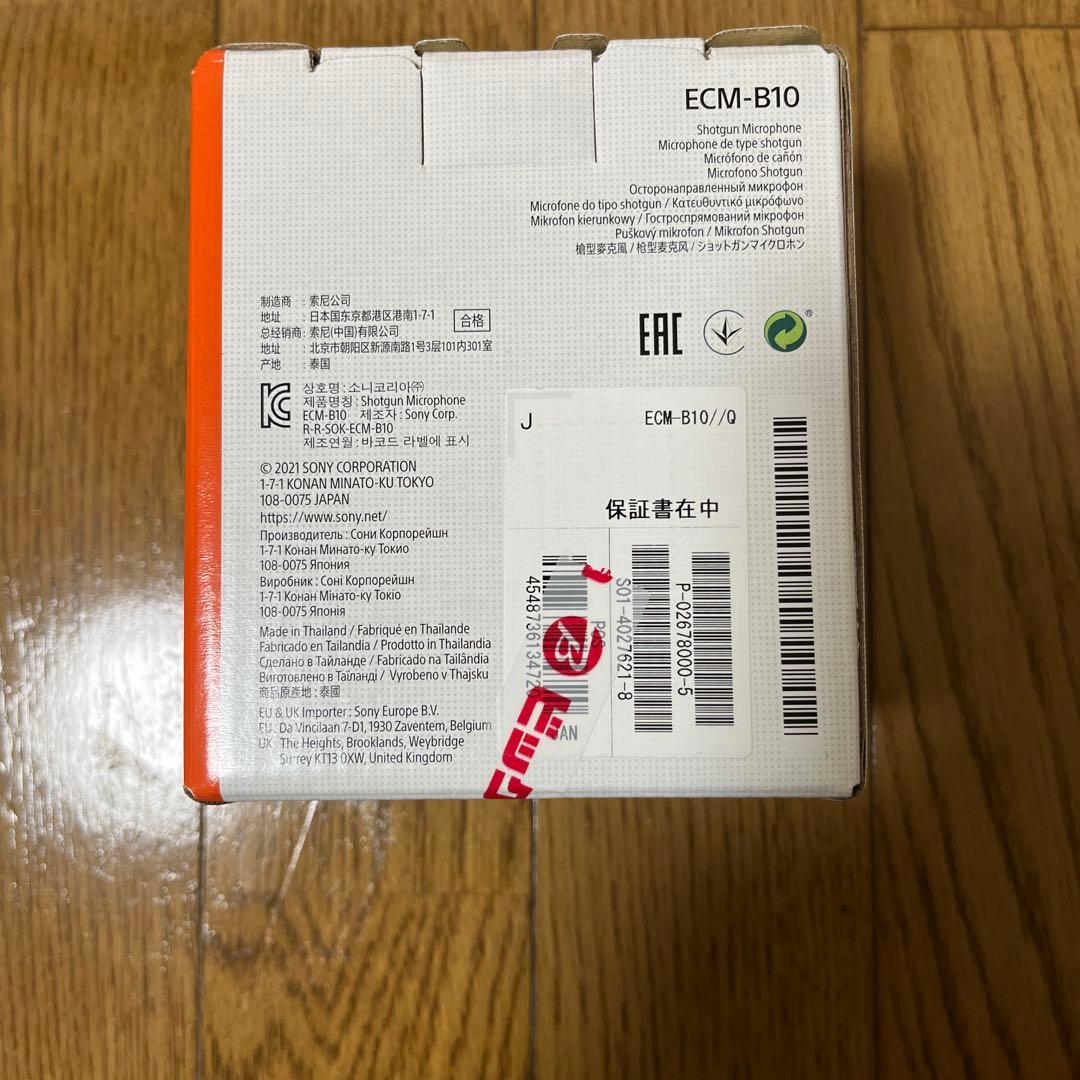 ECM-B10
Shotgun Microphone
Microphone de type shotgun
Micrófono de cañón
Microfono Shotgun
Остронаправленный микрофон
Microfone do tipo shotgun / Κατευθυντικό μικρόφωνο
Mikrofon kierunkowy / Гостроспрямований мікрофон
Puškový mikrofon / Mikrofon Shotgun
槍型麥克風 / 枪型麦克风 / ショットガンマイクロホン
制造商 : 索尼公司
地址 : 日本国东京都港区港南1-7-1
总经销商 : 索尼(中国)有限公司
地址 : 北京市朝阳区新源南路1号3层101内301室
产地 : 泰国
合格
EAC
상호명 : 소니코리아㈜
제품명칭 : Shotgun Microphone
ECM-B10 제조자 : Sony Corp.
R-R-SOK-ECM-B10
제조연월 : 바코드 라벨에 표시
© 2021 SONY CORPORATION
1-7-1 KONAN MINATO-KU TOKYO
108-0075 JAPAN
https://www.sony.net/
Производитель : Сони Корпорейшн
1-7-1 Конан Минато-ку Токио
108-0075 Япония
Виробник : Соні Корпорейшн
1-7-1 Конан Мінато-ку Токіо
108-0075 Японія
Made in Thailand / Fabriqué en Thaïlande
Fabricado en Tailandia / Prodotto in Thailandia
Сделано в Тайланде / Fabricado na Tailândia
Виготовлено в Таїланді / Vyrobeno v Thajsku
商品原產地 : 泰國
EU & UK Importer : Sony Europe B.V.
EU : Da Vincilaan 7-D1, 1930 Zaventem, Belgium
UK : The Heights, Brooklands, Weybridge
Surrey KT13 0XW, United Kingdom
J ECM-B10//Q
保証書在中
PCS
S01-4027621-8
P-02678000-5